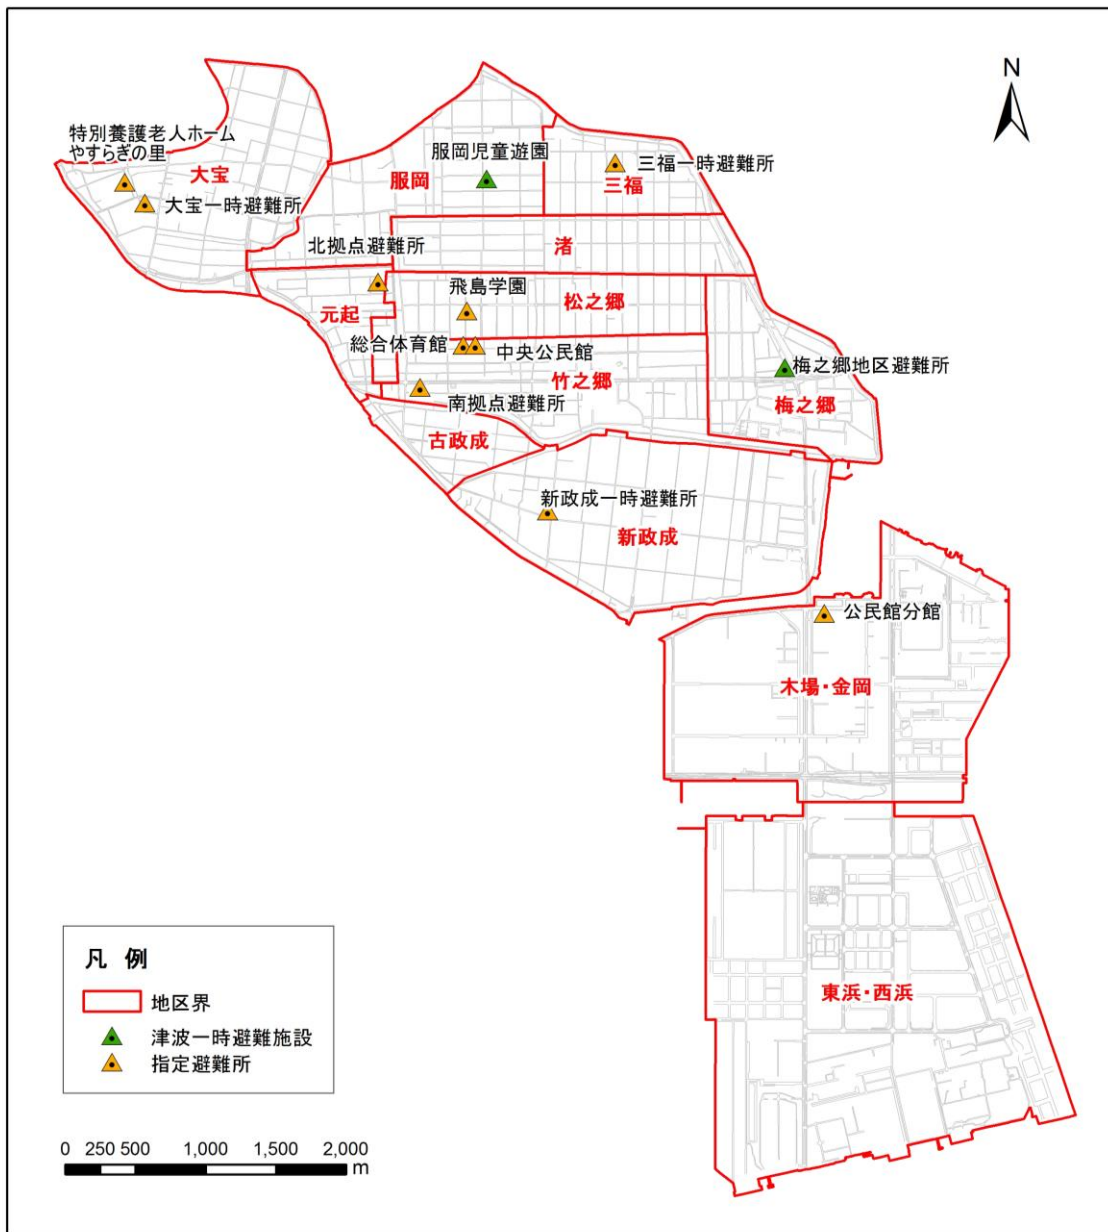 N
特別養護老人ホーム
やすらぎの里
大宝
大宝一時避難所
服岡児童遊園
服岡
三福一時避難所
三福
渚
北拠点避難所
元起
飛島学園
松之郷
総合体育館
中央公民館
竹之郷
梅之郷地区避難所
梅之郷
南拠点避難所
古政成
新政成一時避難所
新政成
公民館分館
木場・金岡
東浜・西浜
凡 例
地区界
津波一時避難施設
指定避難所
0 250 500 1,000 1,500 2,000
m